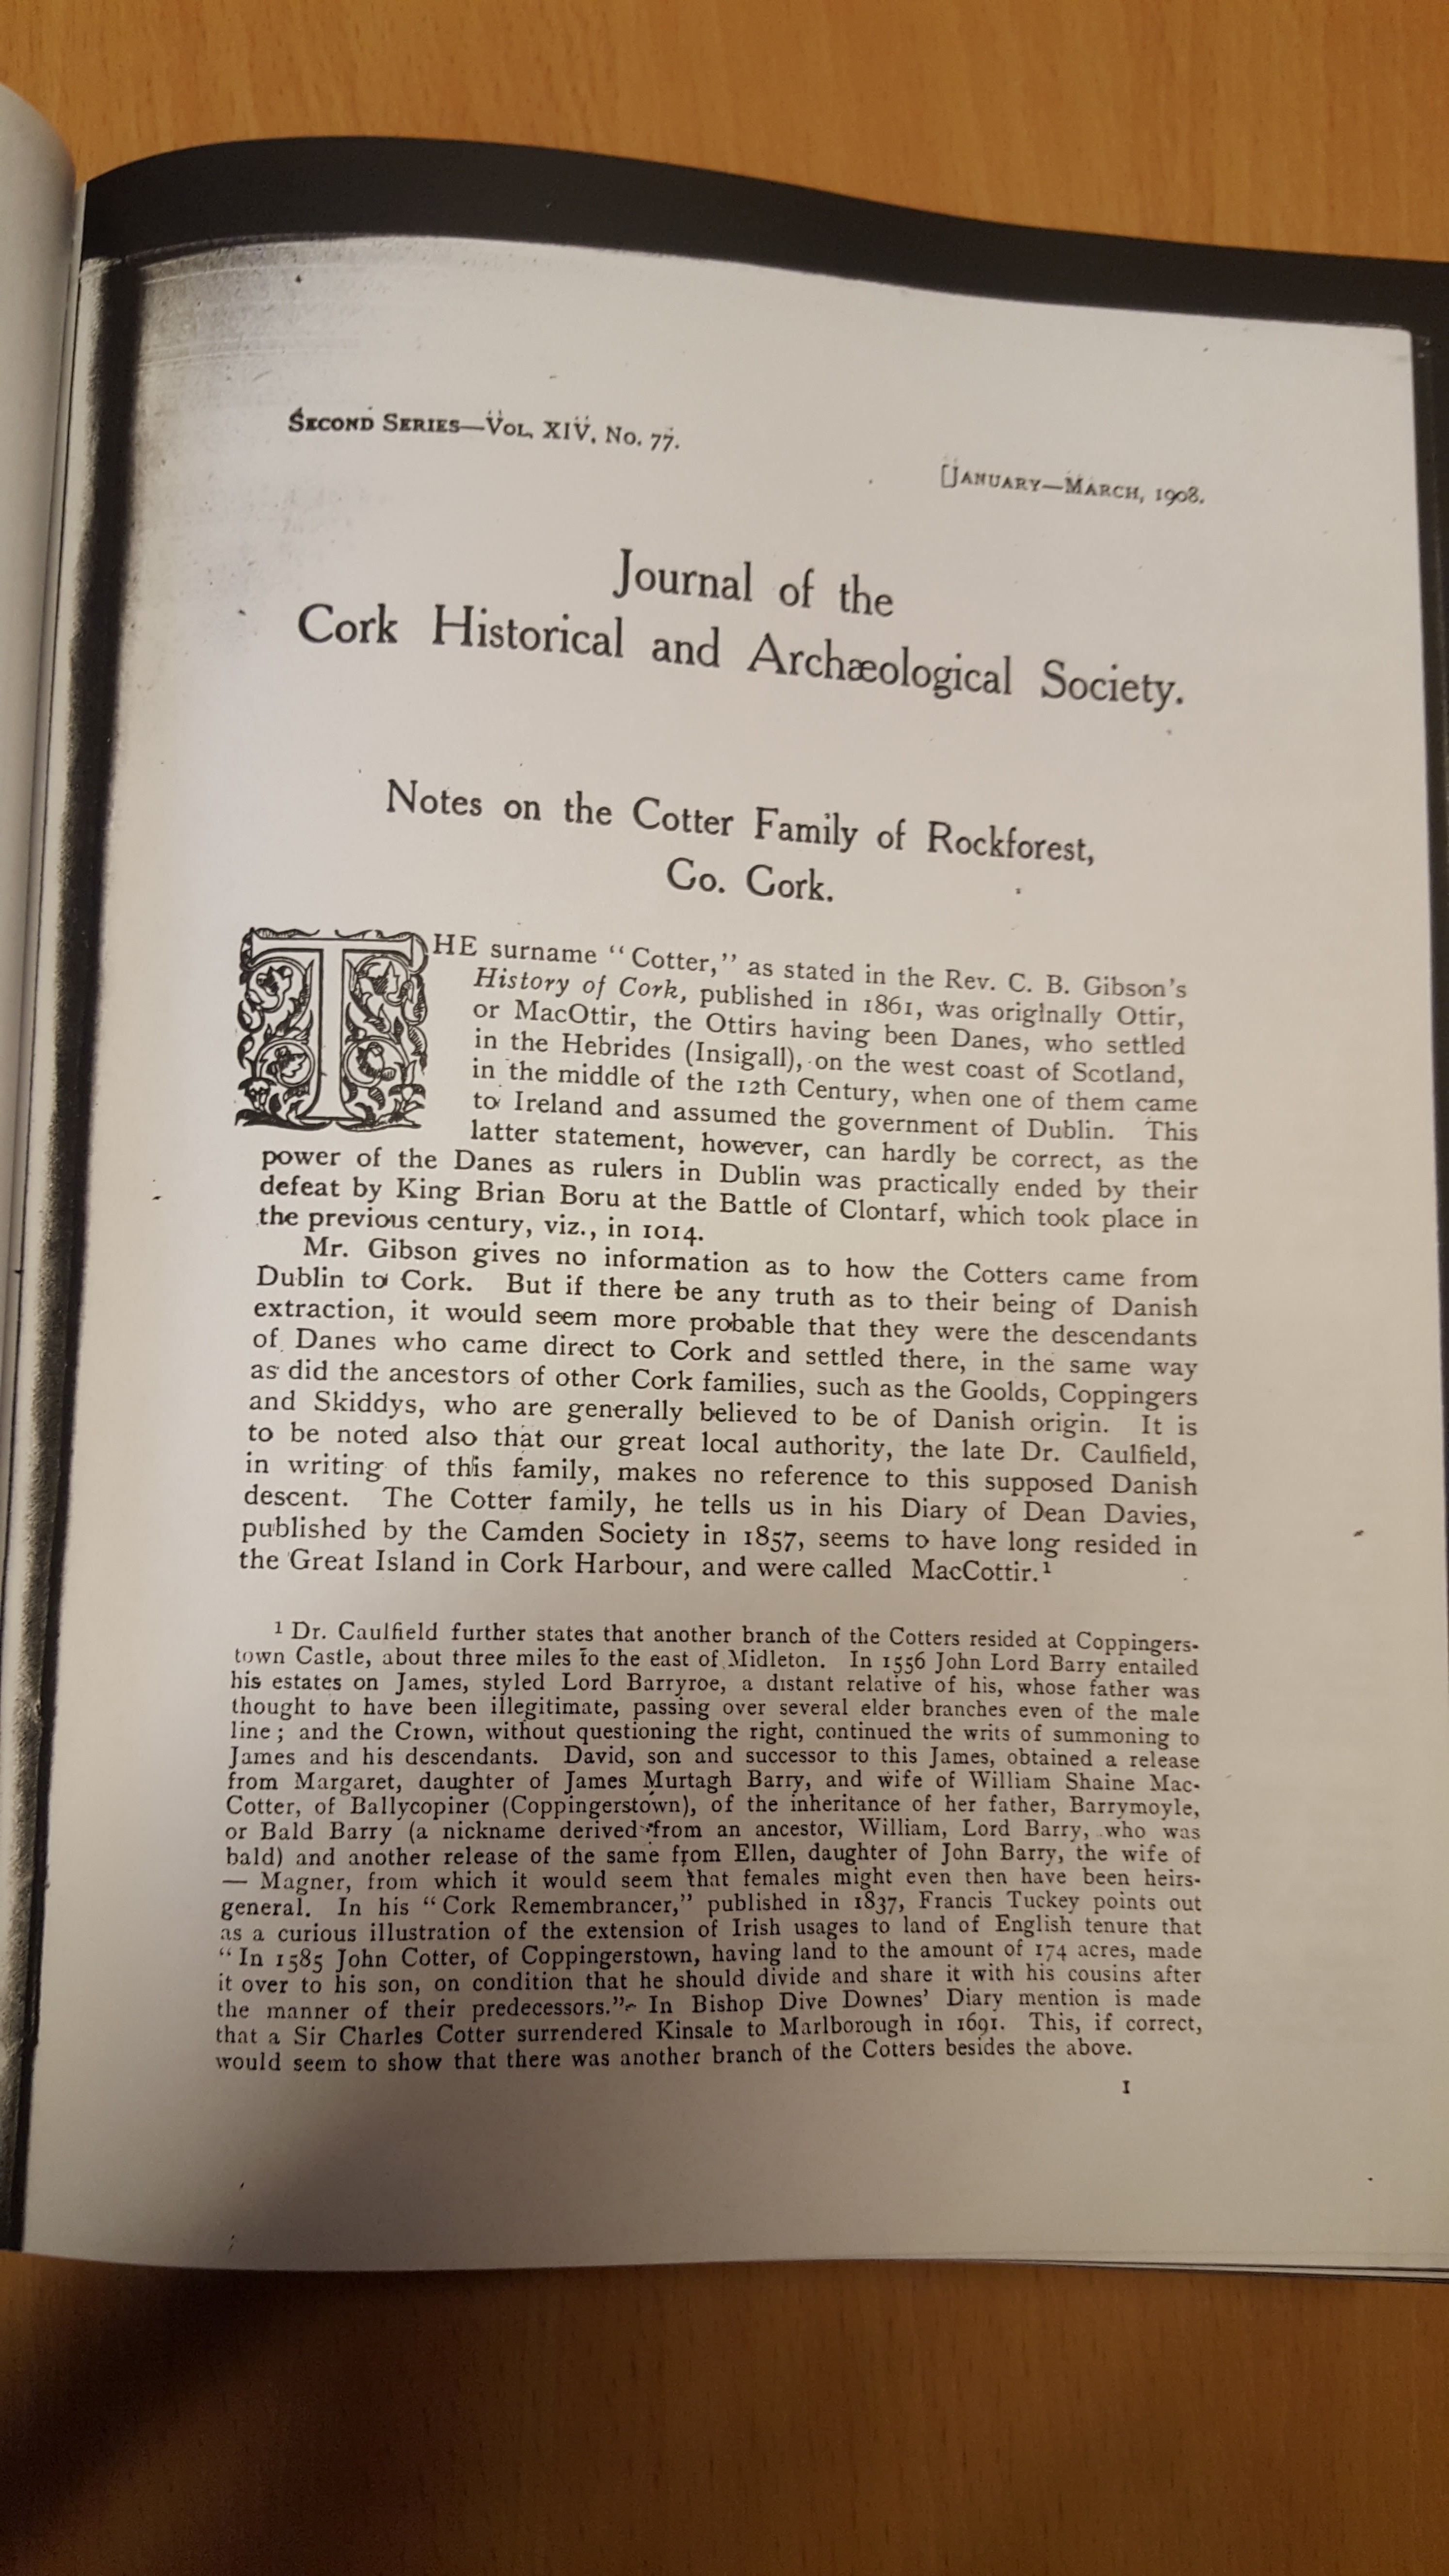 SECOND SERIES—VOL. XIV. No. 77.
[JANUARY—MARCH, 1908.
Journal of the
Cork Historical and Archæological Society.
Notes on the Cotter Family of Rockforest,
Co. Cork.
THE surname “Cotter,” as stated in the Rev. C. B. Gibson’s
History of Cork, published in 1861, was originally Ottir,
or MacOttir, the Ottirs having been Danes, who settled
in the Hebrides (Insigall), on the west coast of Scotland,
in the middle of the 12th Century, when one of them came
to Ireland and assumed the government of Dublin. This
latter statement, however, can hardly be correct, as the
power of the Danes as rulers in Dublin was practically ended by their
defeat by King Brian Boru at the Battle of Clontarf, which took place in
the previous century, viz., in 1014.
Mr. Gibson gives no information as to how the Cotters came from
Dublin to Cork. But if there be any truth as to their being of Danish
extraction, it would seem more probable that they were the descendants
of Danes who came direct to Cork and settled there, in the same way
as did the ancestors of other Cork families, such as the Goolds, Coppingers
and Skiddys, who are generally believed to be of Danish origin. It is
to be noted also that our great local authority, the late Dr. Caulfield,
in writing of this family, makes no reference to this supposed Danish
descent. The Cotter family, he tells us in his Diary of Dean Davies,
published by the Camden Society in 1857, seems to have long resided in
the Great Island in Cork Harbour, and were called MacCottir.¹
¹ Dr. Caulfield further states that another branch of the Cotters resided at Coppingers-
town Castle, about three miles to the east of Midleton. In 1556 John Lord Barry entailed
his estates on James, styled Lord Barryroe, a distant relative of his, whose father was
thought to have been illegitimate, passing over several elder branches even of the male
line; and the Crown, without questioning the right, continued the writs of summoning to
James and his descendants. David, son and successor to this James, obtained a release
from Margaret, daughter of James Murtagh Barry, and wife of William Shaine Mac-
Cotter, of Ballycopiner (Coppingerstown), of the inheritance of her father, Barrymoyle,
or Bald Barry (a nickname derived from an ancestor, William, Lord Barry, who was
bald) and another release of the same from Ellen, daughter of John Barry, the wife of
— Magner, from which it would seem that females might even then have been heirs-
general. In his “Cork Remembrancer,” published in 1837, Francis Tuckey points out
as a curious illustration of the extension of Irish usages to land of English tenure that
“In 1585 John Cotter, of Coppingerstown, having land to the amount of 174 acres, made
it over to his son, on condition that he should divide and share it with his cousins after
the manner of their predecessors.” In Bishop Dive Downes’ Diary mention is made
that a Sir Charles Cotter surrendered Kinsale to Marlborough in 1691. This, if correct,
would seem to show that there was another branch of the Cotters besides the above.
1